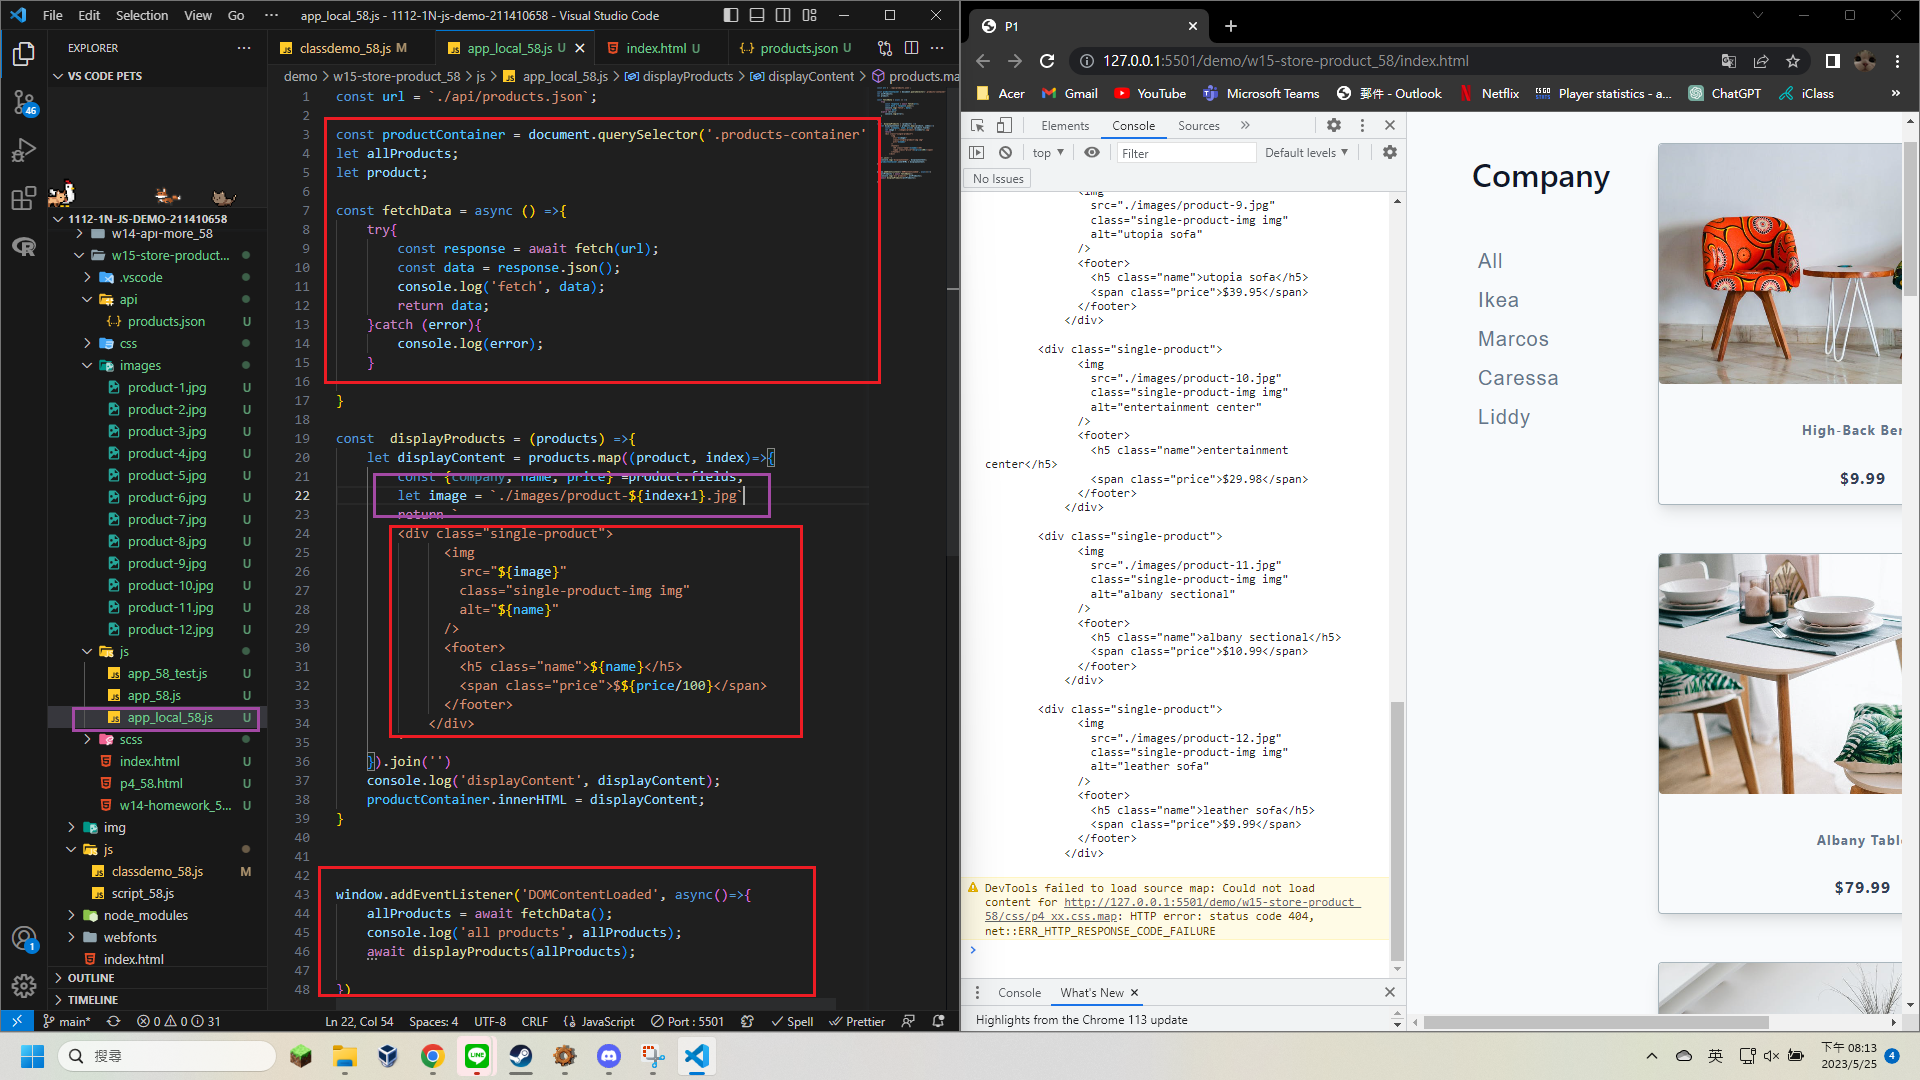 File Edit Selection View Go ··· app_local_58.js - 1112-1N-js-demo-211410658 - Visual Studio Code
EXPLORER ···
VS CODE PETS
1112-1N-JS-DEMO-211410658
w14-api-more_58
w15-store-product...
.vscode
api
products.json U
css
images
product-1.jpg U
product-2.jpg U
product-3.jpg U
product-4.jpg U
product-5.jpg U
product-6.jpg U
product-7.jpg U
product-8.jpg U
product-9.jpg U
product-10.jpg U
product-11.jpg U
product-12.jpg U
js
app_58_test.js U
app_58.js U
app_local_58.js U
scss
index.html U
p4_58.html U
w14-homework_5... U
img
js
classdemo_58.js M
script_58.js
node_modules
webfonts
index.html
OUTLINE
TIMELINE
46
1
classdemo_58.js M app_local_58.js U index.html U products.json U ···
demo > w15-store-product_58 > js > app_local_58.js > displayProducts > displayContent > products.ma
1 const url = `./api/products.json`;
2
3 const productContainer = document.querySelector('.products-container'
4 let allProducts;
5 let product;
6
7 const fetchData = async () =>{
8 try{
9 const response = await fetch(url);
10 const data = response.json();
11 console.log('fetch', data);
12 return data;
13 }catch (error){
14 console.log(error);
15 }
16
17 }
18
19 const  displayProducts = (products) =>{
20 let displayContent = products.map((product, index)=>{
21 const {company, name, price} =product.fields;
22 let image = `./images/product-${index+1}.jpg`
23 return `
24 <div class="single-product">
25 <img
26 src="${image}"
27 class="single-product-img img"
28 alt="${name}"
29 />
30 <footer>
31 <h5 class="name">${name}</h5>
32 <span class="price">$${price/100}</span>
33 </footer>
34 </div>
35 `
36 }).join('')
37 console.log('displayContent', displayContent);
38 productContainer.innerHTML = displayContent;
39 }
40
41
42
43 window.addEventListener('DOMContentLoaded', async()=>{
44 allProducts = await fetchData();
45 console.log('all products', allProducts);
46 await displayProducts(allProducts);
47
48 })
main* 0 0 31 Ln 22, Col 54 Spaces: 4 UTF-8 CRLF JavaScript Port : 5501 Spell Prettier
P1
127.0.0.1:5501/demo/w15-store-product_58/index.html
Acer Gmail YouTube Microsoft Teams 郵件 - Outlook Netflix Player statistics - a... ChatGPT iClass »
Elements Console Sources »
top Filter Default levels
No Issues
<img
src="./images/product-9.jpg"
class="single-product-img img"
alt="utopia sofa"
/>
<footer>
<h5 class="name">utopia sofa</h5>
<span class="price">$39.95</span>
</footer>
</div>
<div class="single-product">
<img
src="./images/product-10.jpg"
class="single-product-img img"
alt="entertainment center"
/>
<footer>
<h5 class="name">entertainment
center</h5>
<span class="price">$29.98</span>
</footer>
</div>
<div class="single-product">
<img
src="./images/product-11.jpg"
class="single-product-img img"
alt="albany sectional"
/>
<footer>
<h5 class="name">albany sectional</h5>
<span class="price">$10.99</span>
</footer>
</div>
<div class="single-product">
<img
src="./images/product-12.jpg"
class="single-product-img img"
alt="leather sofa"
/>
<footer>
<h5 class="name">leather sofa</h5>
<span class="price">$9.99</span>
</footer>
</div>
DevTools failed to load source map: Could not load
content for http://127.0.0.1:5501/demo/w15-store-product_
58/css/p4_xx.css.map: HTTP error: status code 404,
net::ERR_HTTP_RESPONSE_CODE_FAILURE
Console What's New
Highlights from the Chrome 113 update
Company
All
Ikea
Marcos
Caressa
Liddy
High-Back Ben
$9.99
Albany Table
$79.99
搜尋
英
下午 08:13
2023/5/25
4